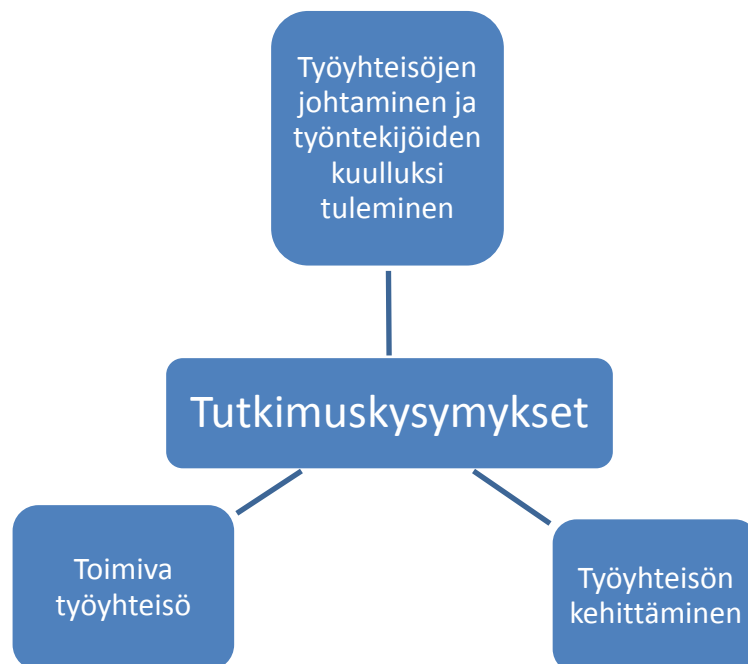 Työyhteisöjen
johtaminen ja
työntekijöiden
kuulluksi
tuleminen
Tutkimuskysymykset
Toimiva
työyhteisö
Työyhteisön
kehittäminen